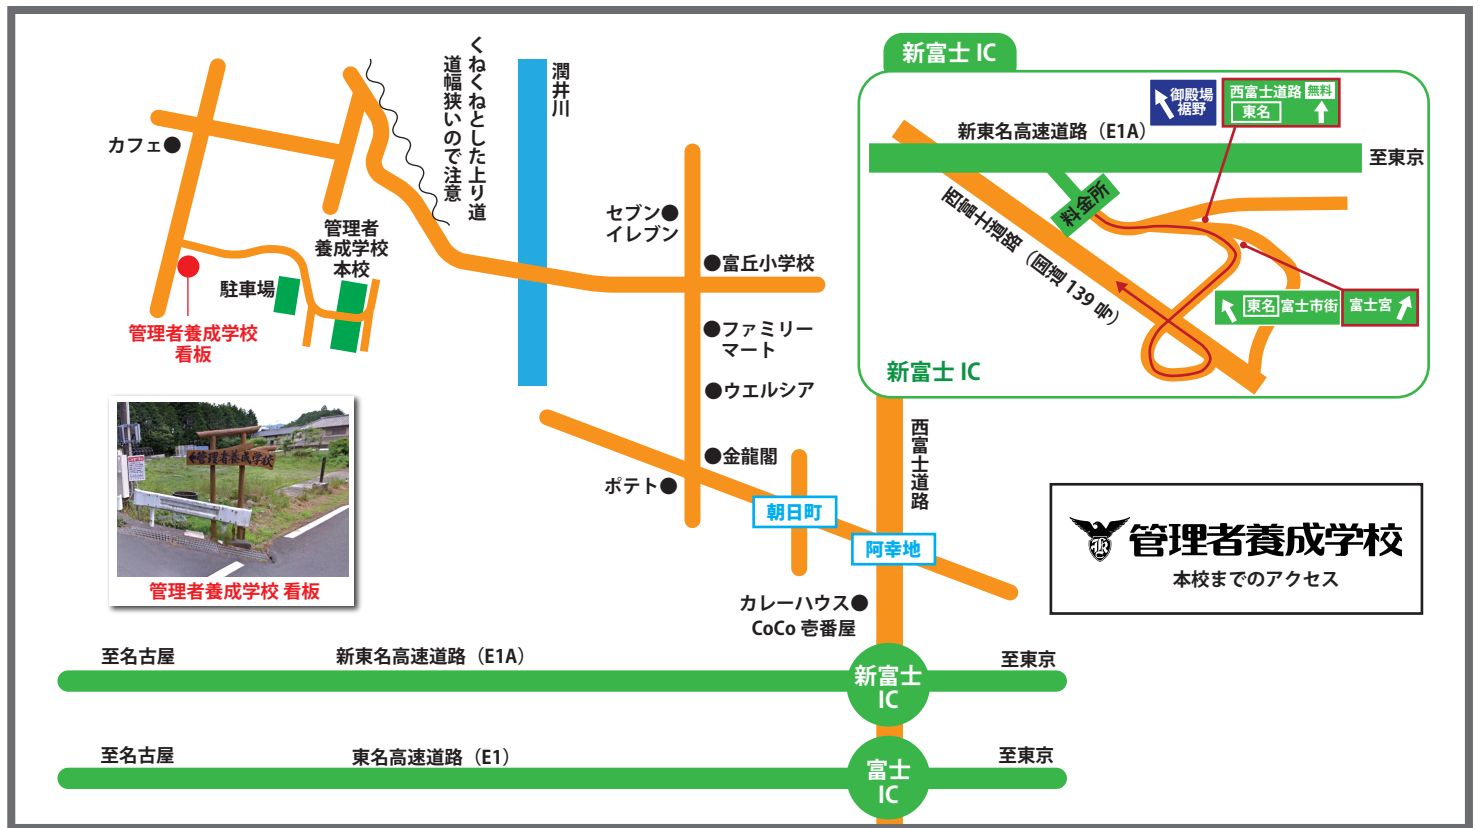 カフェ
くねくねとした上り道
道幅狭いので注意
潤井川
管理者
養成学校
本校
駐車場
管理者養成学校
看板
セブン
イレブン
富丘小学校
ファミリー
マート
ウエルシア
金龍閣
ポテト
朝日町
阿幸地
西富士道路
カレーハウス
CoCo 壱番屋
新富士 IC
御殿場
裾野
西富士道路 無料
東名
新東名高速道路（E1A）
至東京
料金所
西富士道路（国道 139 号）
東名 富士市街
富士宮
新富士 IC
管理者養成学校
管理者養成学校 看板
管理者養成学校
本校までのアクセス
至名古屋
新東名高速道路（E1A）
新富士
IC
至東京
至名古屋
東名高速道路（E1）
富士
IC
至東京